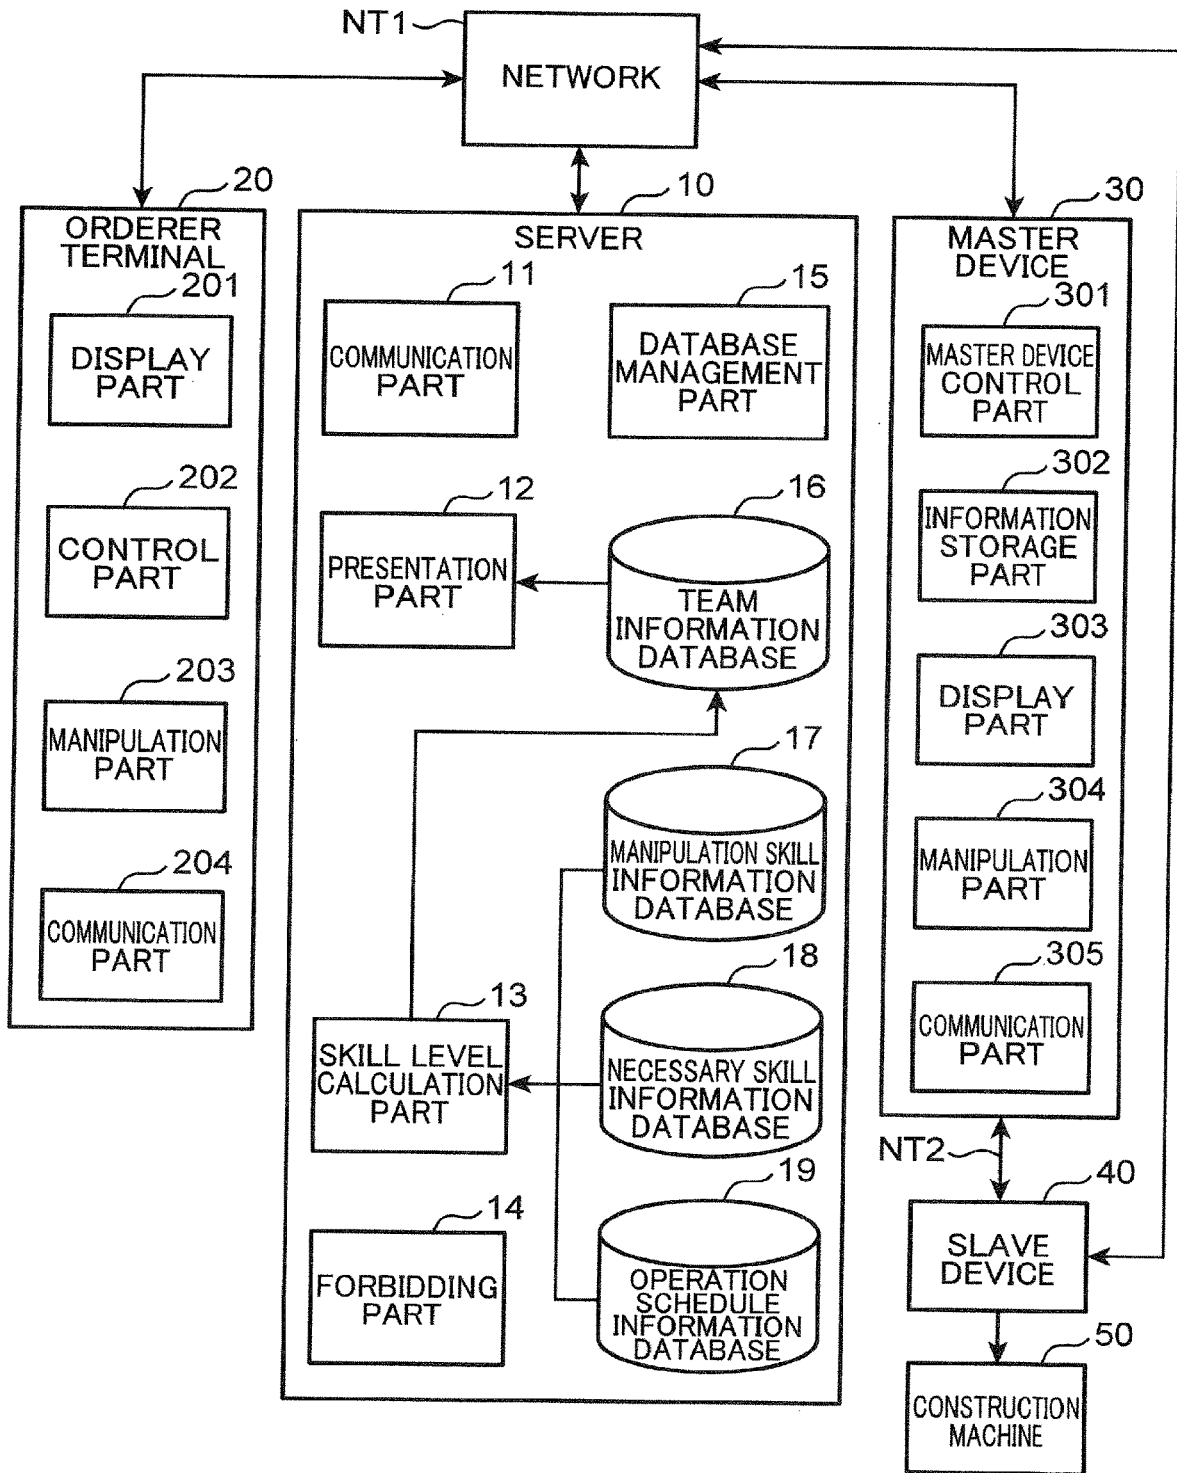 NT1
NETWORK
20
ORDERER
TERMINAL
201
DISPLAY
PART
202
CONTROL
PART
203
MANIPULATION
PART
204
COMMUNICATION
PART
10
SERVER
11
COMMUNICATION
PART
15
DATABASE
MANAGEMENT
PART
12
PRESENTATION
PART
16
TEAM
INFORMATION
DATABASE
17
MANIPULATION SKILL
INFORMATION
DATABASE
13
SKILL LEVEL
CALCULATION
PART
18
NECESSARY SKILL
INFORMATION
DATABASE
14
FORBIDDING
PART
19
OPERATION
SCHEDULE
INFORMATION
DATABASE
30
MASTER
DEVICE
301
MASTER DEVICE
CONTROL
PART
302
INFORMATION
STORAGE
PART
303
DISPLAY
PART
304
MANIPULATION
PART
305
COMMUNICATION
PART
NT2
40
SLAVE
DEVICE
50
CONSTRUCTION
MACHINE